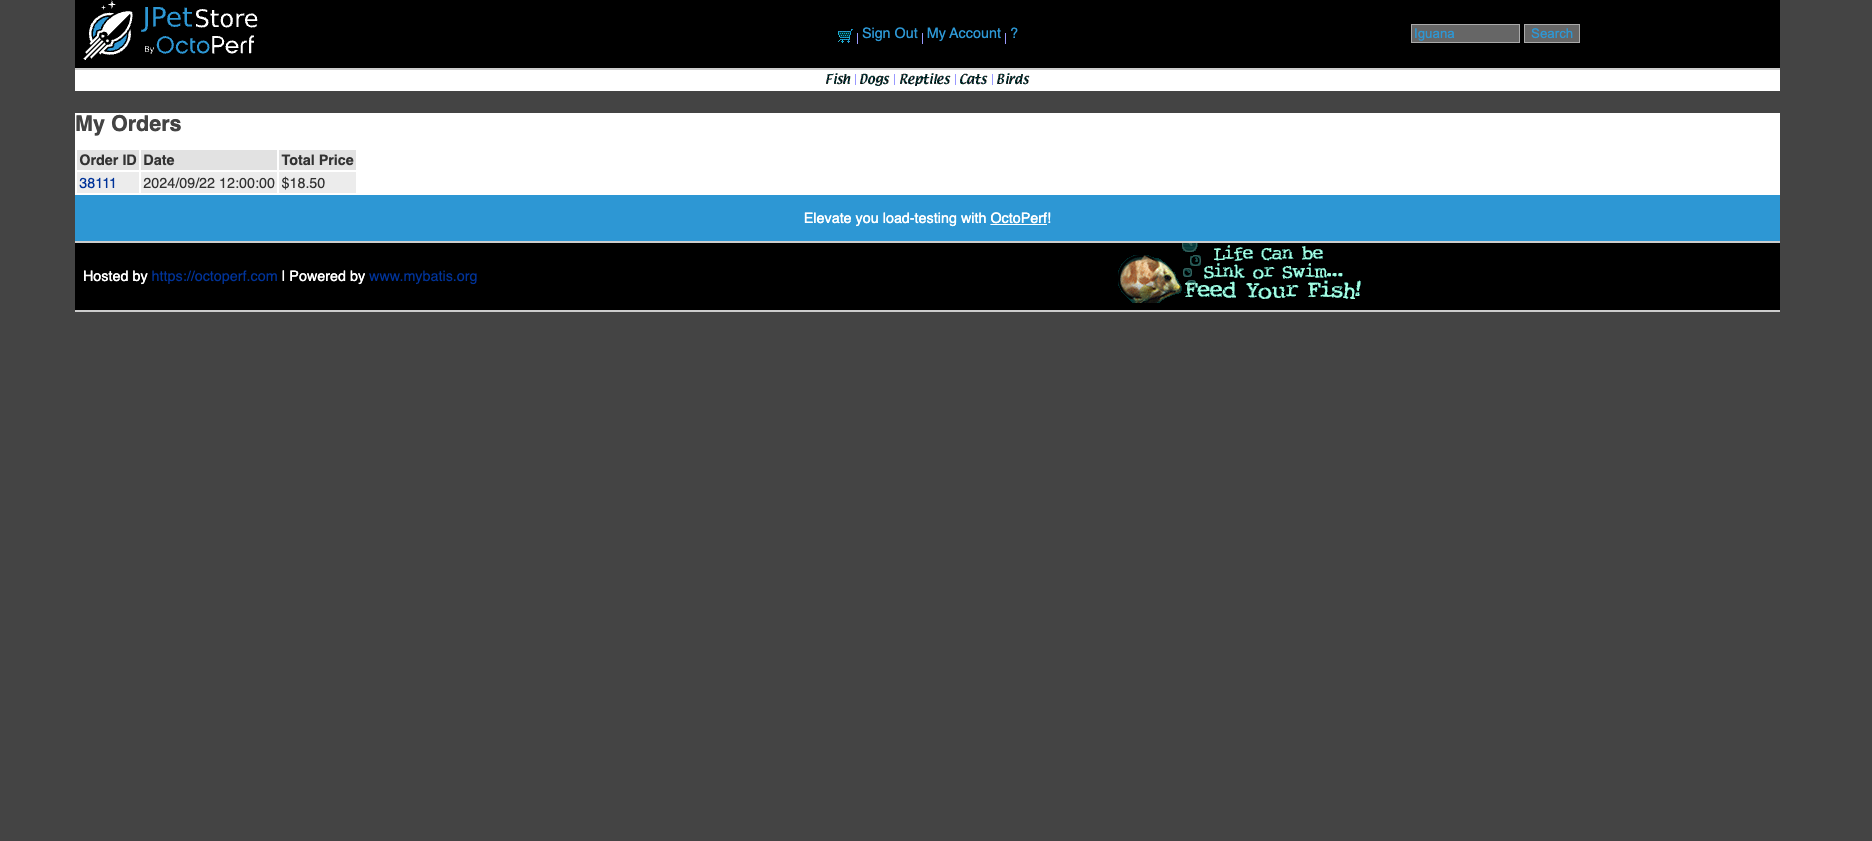 JPetStore
By OctoPerf
Sign Out | My Account | ?
Iguana
Search
Fish | Dogs | Reptiles | Cats | Birds
My Orders
Order ID Date Total Price
38111 2024/09/22 12:00:00 $18.50
Elevate you load-testing with OctoPerf!
Hosted by https://octoperf.com | Powered by www.mybatis.org
Life Can be
Sink or Swim...
Feed Your Fish!